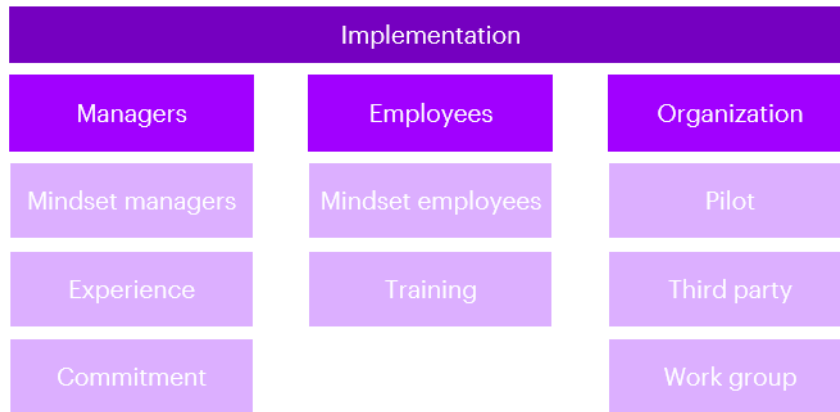 Implementation
Managers
Employees
Organization
Mindset managers
Mindset employees
Pilot
Experience
Training
Third party
Commitment
Work group